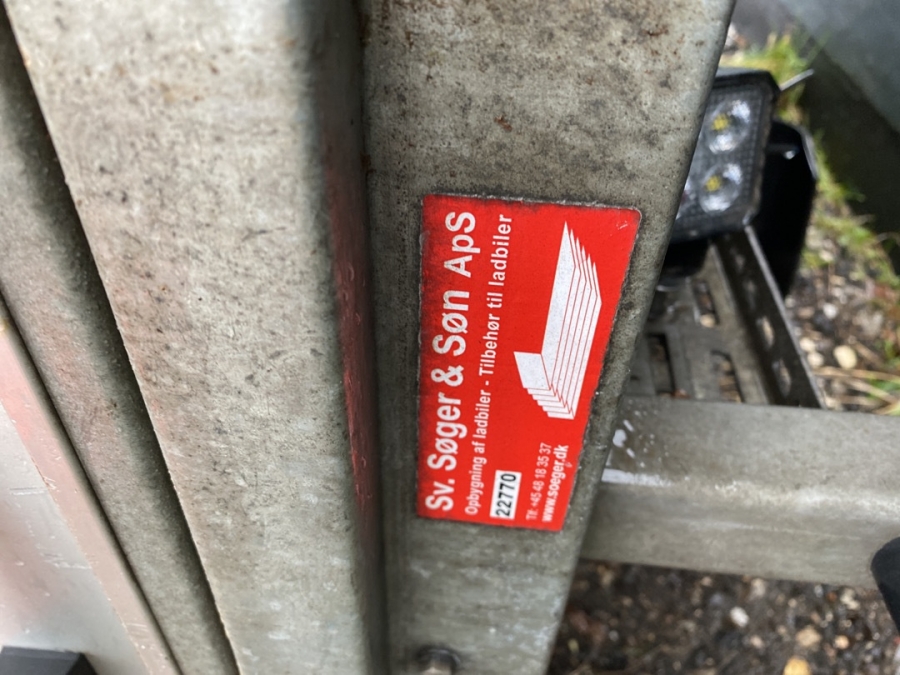 Sv. Søger & Søn ApS
Opbygning af ladbiler - Tilbehør til ladbiler
22770
Tlf. +45 48 18 35 37
www.soeger.dk